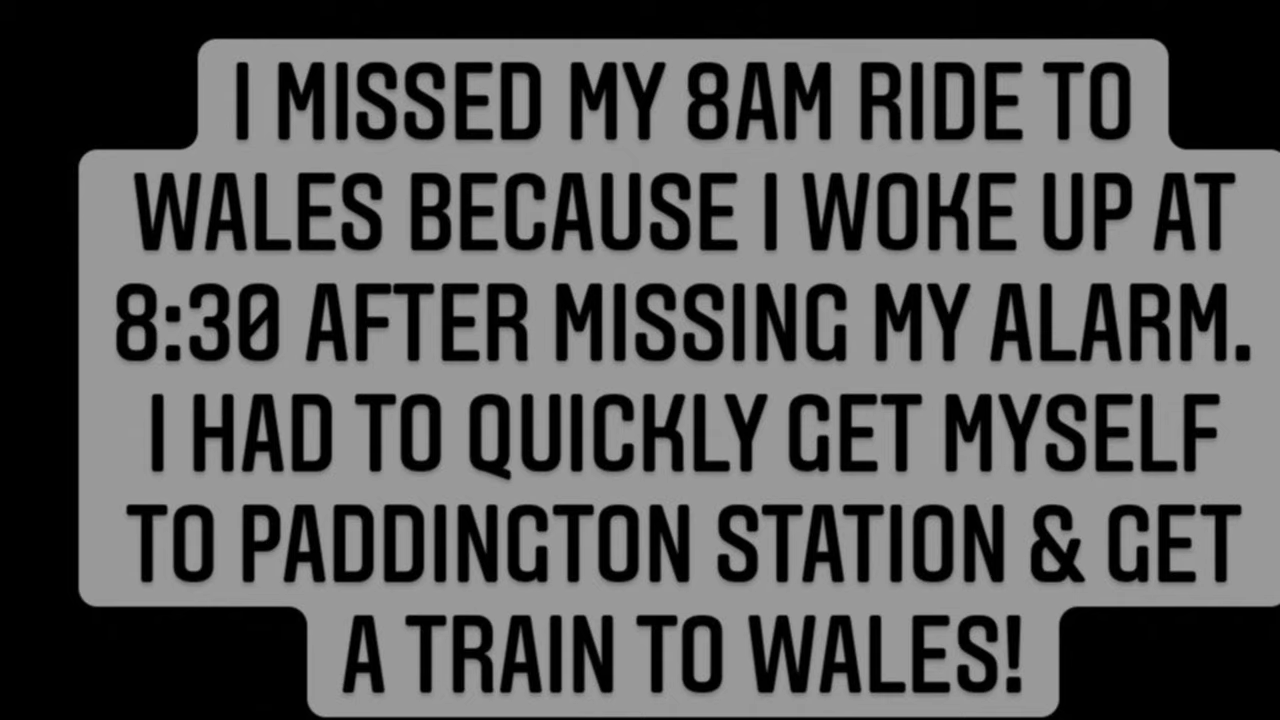 I MISSED MY 8AM RIDE TO
WALES BECAUSE I WOKE UP AT
8:30 AFTER MISSING MY ALARM.
I HAD TO QUICKLY GET MYSELF
TO PADDINGTON STATION & GET
A TRAIN TO WALES!